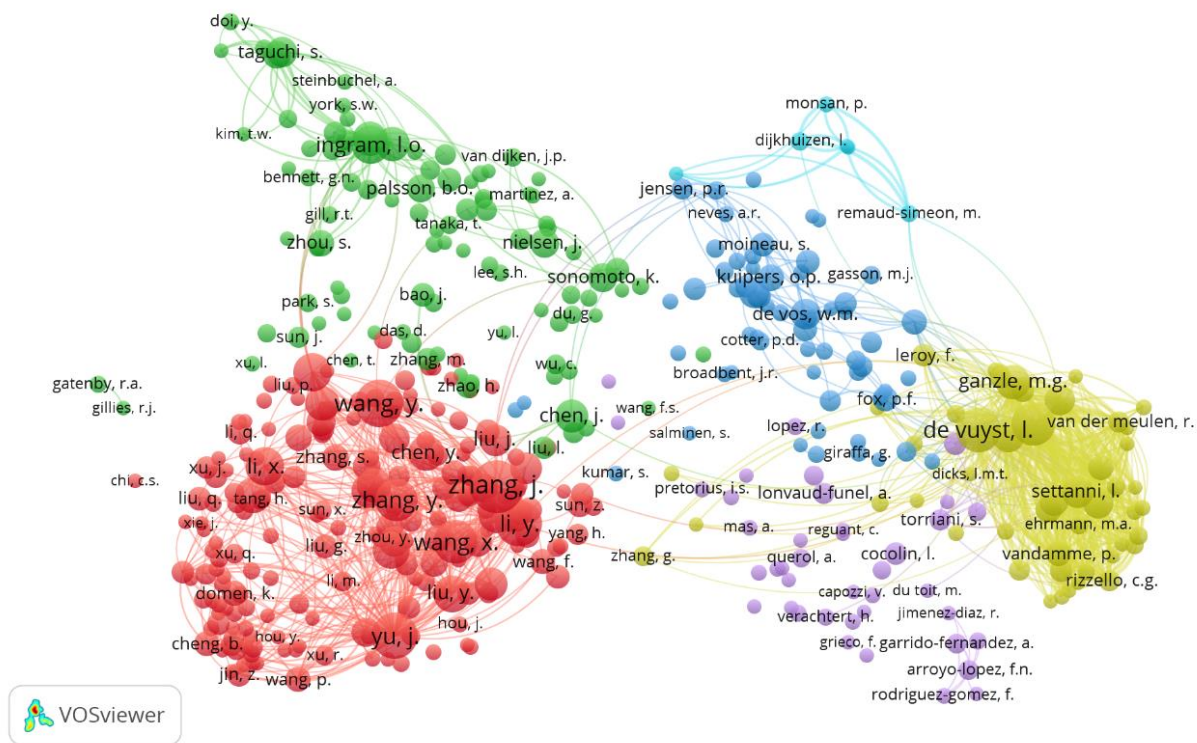 doi, y.
taguchi, s.
steinbuchel, a.
york, s.w.
kim, t.w.
ingram, l.o.
van dijken, j.p.
bennett, g.n.
palsson, b.o.
martinez, a.
gill, r.t.
tanaka, t.
zhou, s.
nielsen, j.
lee, s.h.
sonomoto, k.
park, s.
bao, j.
du, g.
sun, j.
das, d.
yu, l.
xu, l.
chen, t.
zhang, m.
wu, c.
liu, p.
zhao, h.
gatenby, r.a.
gillies, r.j.
wang, y.
chen, j.
wang, f.s.
li, q.
liu, j.
liu, l.
zhang, s.
chen, y.
xu, j.
li, x.
chi, c.s.
zhang, j.
liu, q.
tang, h.
zhang, y.
sun, x.
sun, z.
xie, j.
li, y.
zhou, y.
yang, h.
xu, q.
liu, g.
wang, x.
wang, f.
li, m.
domen, k.
liu, y.
hou, y.
hou, j.
cheng, b.
yu, j.
xu, r.
jin, z.
wang, p.
monsan, p.
dijkhuizen, l.
jensen, p.r.
neves, a.r.
remaud-simeon, m.
moineau, s.
kuipers, o.p.
gasson, m.j.
de vos, w.m.
cotter, p.d.
leroy, f.
broadbent, j.r.
ganzle, m.g.
fox, p.f.
lopez, r.
de vuyst, l.
van der meulen, r.
salminen, s.
giraffa, g.
kumar, s.
dicks, l.m.t.
pretorius, i.s.
lonvaud-funel, a.
settanni, l.
mas, a.
reguant, c.
torriani, s.
ehrmann, m.a.
zhang, g.
querol, a.
cocolin, l.
vandamme, p.
rizzello, c.g.
capozzi, v.
du toit, m.
verachtert, h.
jimenez-diaz, r.
grieco, f.
garrido-fernandez, a.
arroyo-lopez, f.n.
rodriguez-gomez, f.
VOSviewer